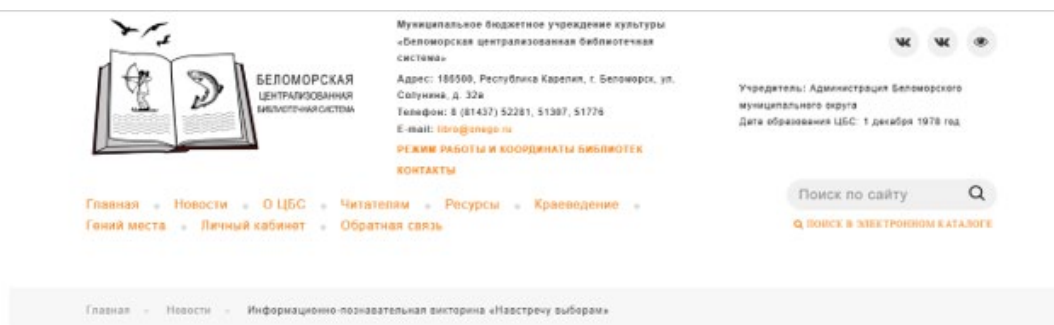 БЕЛОМОРСКАЯ
ЦЕНТРАЛИЗОВАННАЯ
БИБЛИОТЕЧНАЯ СИСТЕМА
Муниципальное бюджетное учреждение культуры
«Беломорская централизованная библиотечная
система»
Адрес: 186500, Республика Карелия, г. Беломорск, ул.
Солунина, д. 32а
Телефон: 8 (81437) 52281, 51387, 51776
E-mail: libro@onego.ru
РЕЖИМ РАБОТЫ И КООРДИНАТЫ БИБЛИОТЕК
КОНТАКТЫ
Учредитель: Администрация Беломорского
муниципального округа
Дата образования ЦБС: 1 декабря 1978 год
Главная Новости О ЦБС Читателям Ресурсы Краеведение
Гений места Личный кабинет Обратная связь
Поиск по сайту
ПОИСК В ЭЛЕКТРОННОМ КАТАЛОГЕ
Главная Новости Информационно-познавательная викторина «Навстречу выборам»